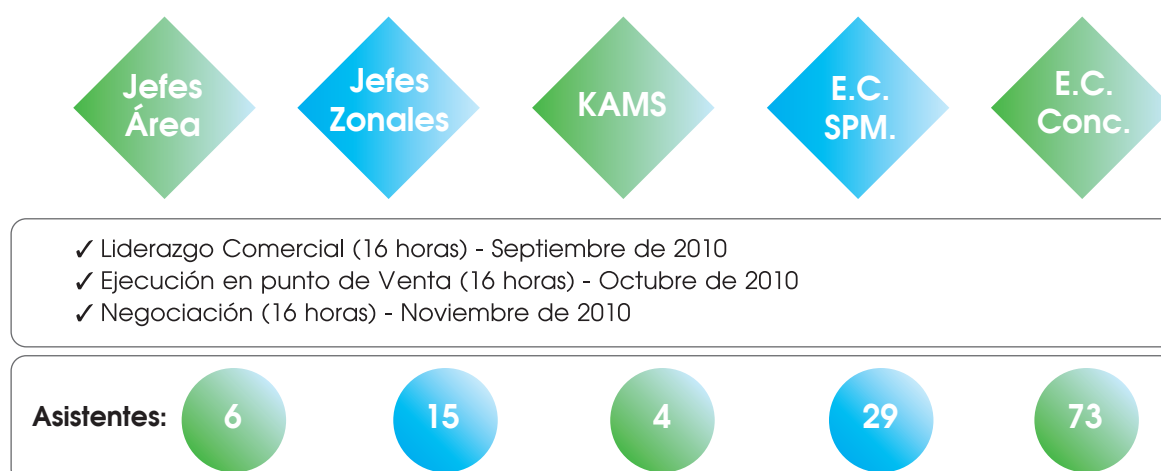 Jefes
Área
Jefes
Zonales
KAMS
E.C.
SPM.
E.C.
Conc.
✓ Liderazgo Comercial (16 horas) - Septiembre de 2010
✓ Ejecución en punto de Venta (16 horas) - Octubre de 2010
✓ Negociación (16 horas) - Noviembre de 2010
Asistentes: 6 15 4 29 73